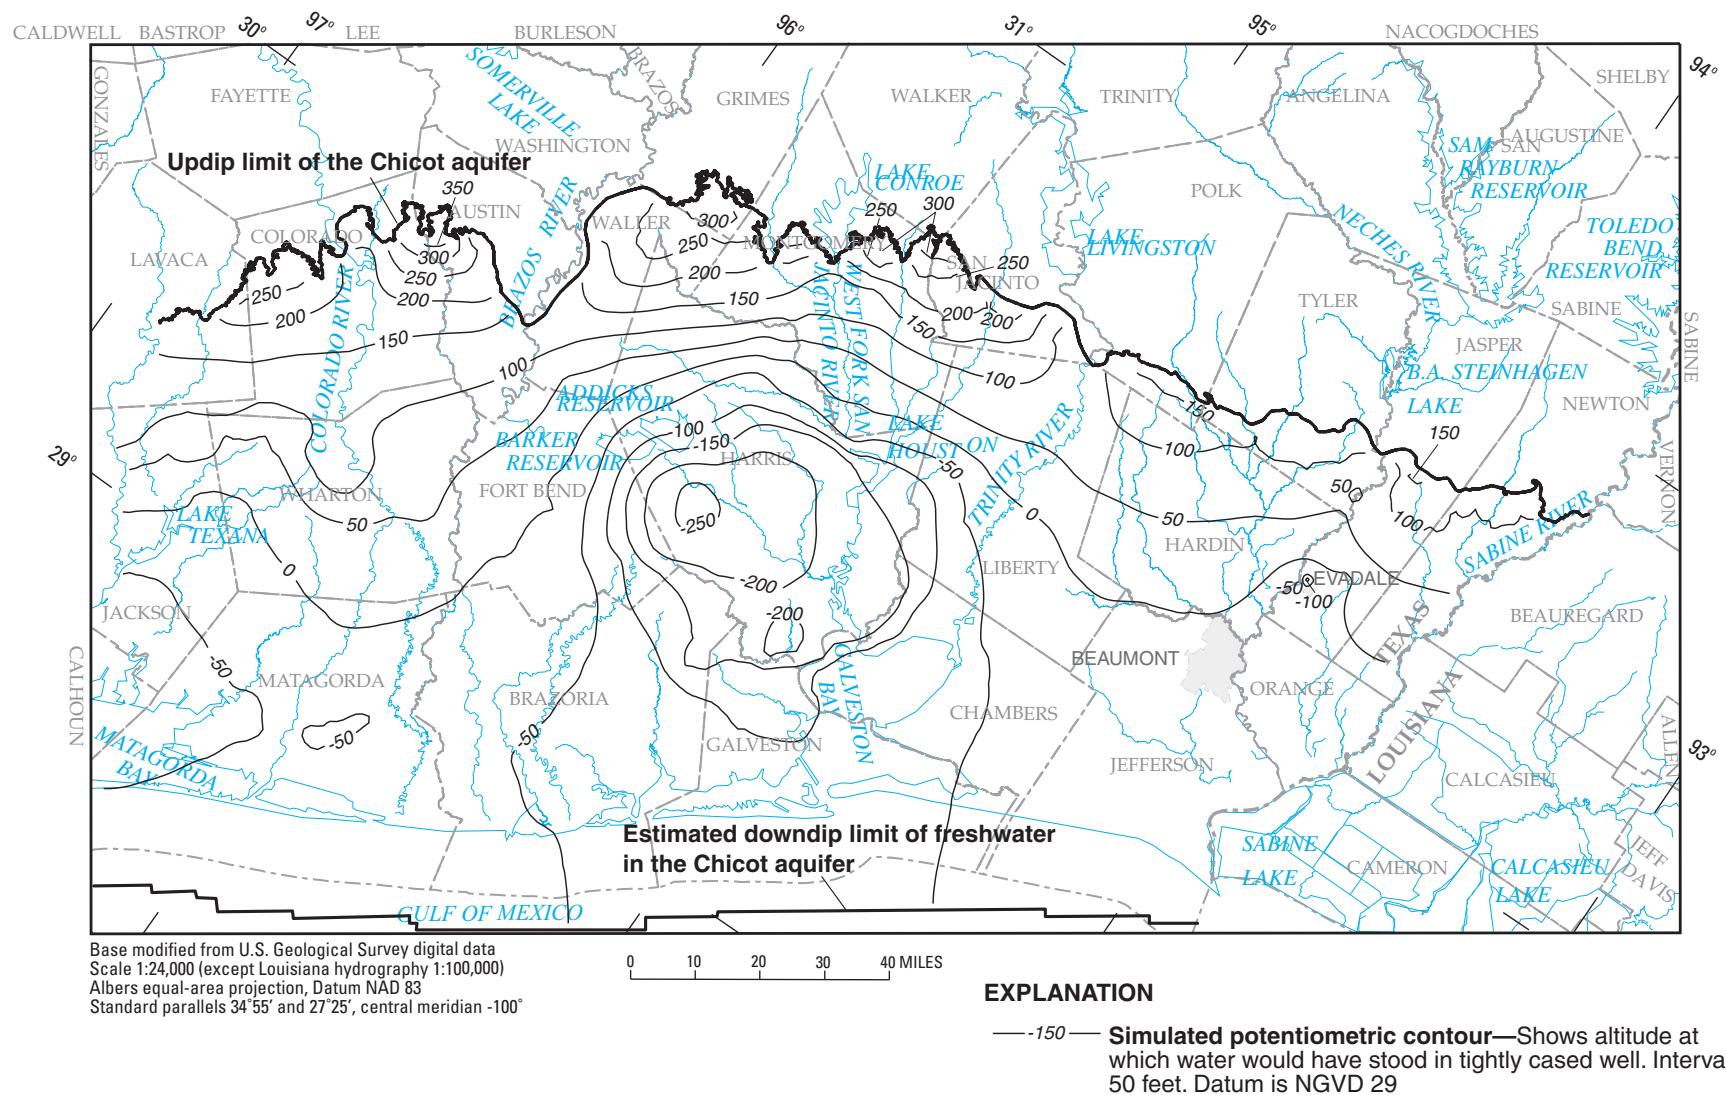 CALDWELL
BASTROP
30°
97°
LEE
BURLESON
96°
31°
95°
NACOGDOCHES
94°
GONZALES
FAYETTE
SOMERVILLE
LAKE
BRAZOS
GRIMES
WALKER
TRINITY
ANGELINA
SHELBY
WASHINGTON
SAN
AUGUSTINE
SAM
RAYBURN
RESERVOIR
Updip limit of the Chicot aquifer
350
AUSTIN
BRAZOS RIVER
WALLER
LAKE
CONROE
250
300
POLK
NECHES RIVER
TOLEDO
BEND
RESERVOIR
COLORADO
LAVACA
300
250
200
300
250
200
150
MONTGOMERY
SAN
JACINTO
250
LAKE
LIVINGSTON
250
200
150
COLORADO RIVER
100
WEST FORK SAN
JACINTO RIVER
200
200
150
100
TYLER
SABINE
SABINE
JASPER
B.A. STEINHAGEN
LAKE
NEWTON
ADDICKS
RESERVOIR
BARKER
RESERVOIR
-100
-150
HARRIS
LAKE
HOUSTON
-50
TRINITY RIVER
150
100
150
29°
VERNON
WHARTON
50
FORT BEND
-250
0
50
50
100
LAKE
TEXANA
HARDIN
SABINE RIVER
0
-200
-200
LIBERTY
-50
EVADALE
-100
JACKSON
BEAUREGARD
TEXAS
LOUISIANA
CALHOUN
-50
MATAGORDA
BRAZORIA
BEAUMONT
ORANGE
GALVESTON
BAY
CHAMBERS
ALLEN
93°
-50
-50
GALVESTON
JEFFERSON
CALCASIEU
MATAGORDA
BAY
Estimated downdip limit of freshwater
in the Chicot aquifer
SABINE
LAKE
CAMERON
CALCASIEU
LAKE
JEFF
DAVIS
GULF OF MEXICO
Base modified from U.S. Geological Survey digital data
Scale 1:24,000 (except Louisiana hydrography 1:100,000)
Albers equal-area projection, Datum NAD 83
Standard parallels 34°55′ and 27°25′, central meridian -100°
0 10 20 30 40 MILES
EXPLANATION
-150
Simulated potentiometric contour—Shows altitude at
which water would have stood in tightly cased well. Interva
50 feet. Datum is NGVD 29